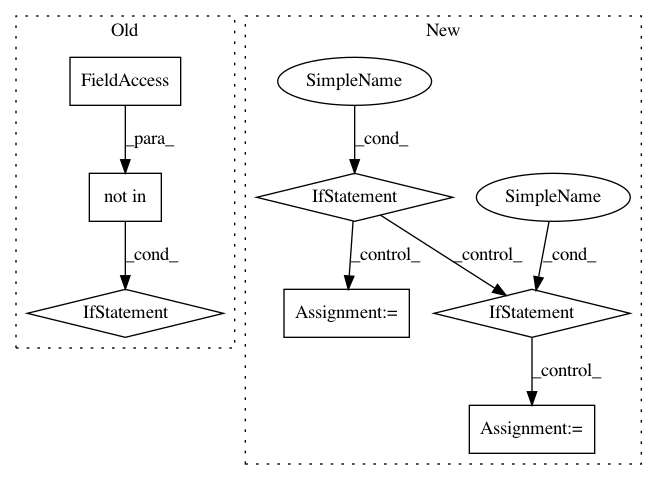 Old
New
FieldAccess
SimpleName
_para_
_cond_
not in
IfStatement
SimpleName
_cond_
_control_
_control_
_cond_
IfStatement
Assignment:=
IfStatement
_control_
Assignment:=